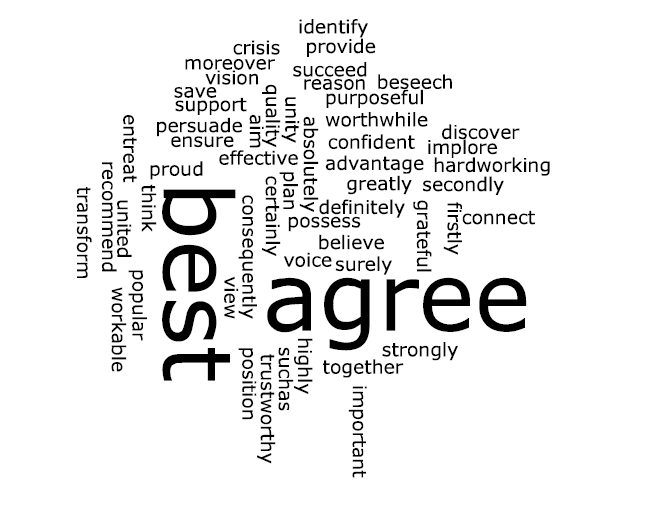 identify
crisis
provide
moreover
succeed
vision
reason
beseech
save
quality
purposeful
support
unity
worthwhile
persuade
aim
absolutely
discover
entreat
ensure
confident
implore
effective
advantage
hardworking
proud
recommend
plan
certainly
greatly
secondly
think
transform
best
consequently
definitely
united
possess
grateful
firstly
connect
believe
voice
surely
popular
view
agree
workable
highly
strongly
suchas
together
position
trustworthy
important